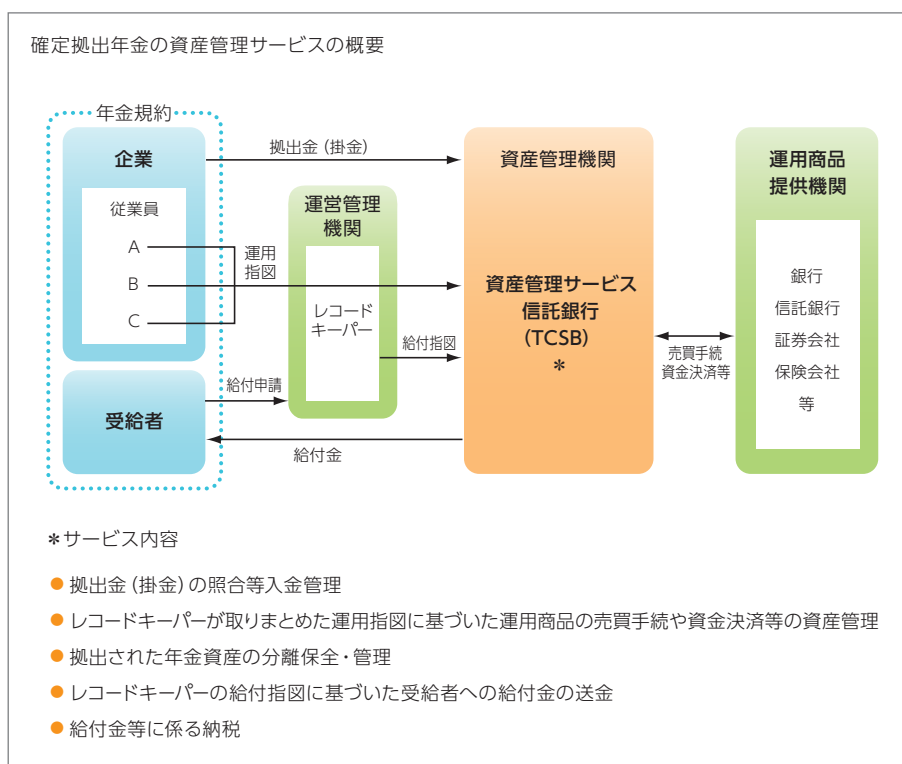 確定拠出年金の資産管理サービスの概要
年金規約
企業
従業員
A
B
C
受給者
拠出金(掛金)
運用
指図
運営管理
機関
レコード
キーパー
給付指図
給付申請
給付金
資産管理機関
資産管理サービス
信託銀行
(TCSB)
*
売買手続
資金決済等
運用商品
提供機関
銀行
信託銀行
証券会社
保険会社
等
*サービス内容
● 拠出金(掛金)の照合等入金管理
● レコードキーパーが取りまとめた運用指図に基づいた運用商品の売買手続や資金決済等の資産管理
● 拠出された年金資産の分離保全・管理
● レコードキーパーの給付指図に基づいた受給者への給付金の送金
● 給付金等に係る納税